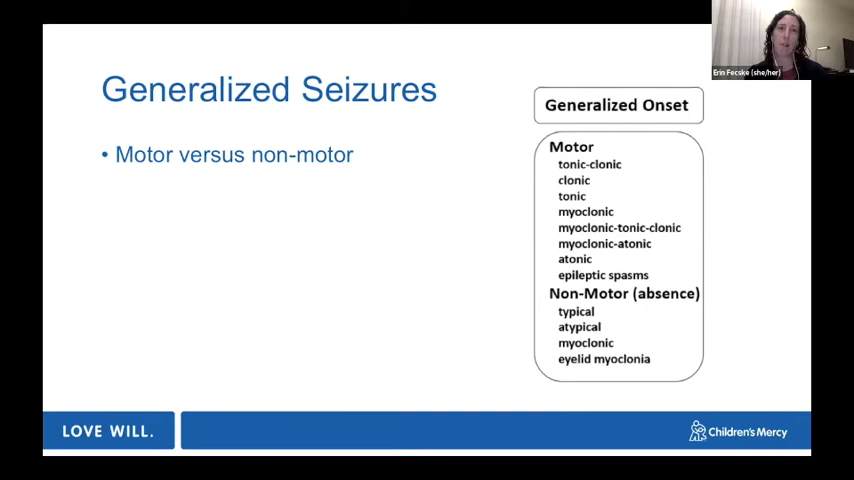 Generalized Seizures
• Motor versus non-motor
Generalized Onset
Motor
tonic-clonic
clonic
tonic
myoclonic
myoclonic-tonic-clonic
myoclonic-atonic
atonic
epileptic spasms
Non-Motor (absence)
typical
atypical
myoclonic
eyelid myoclonia
Erin Fecske (she/her)
LOVE WILL.
Children's Mercy